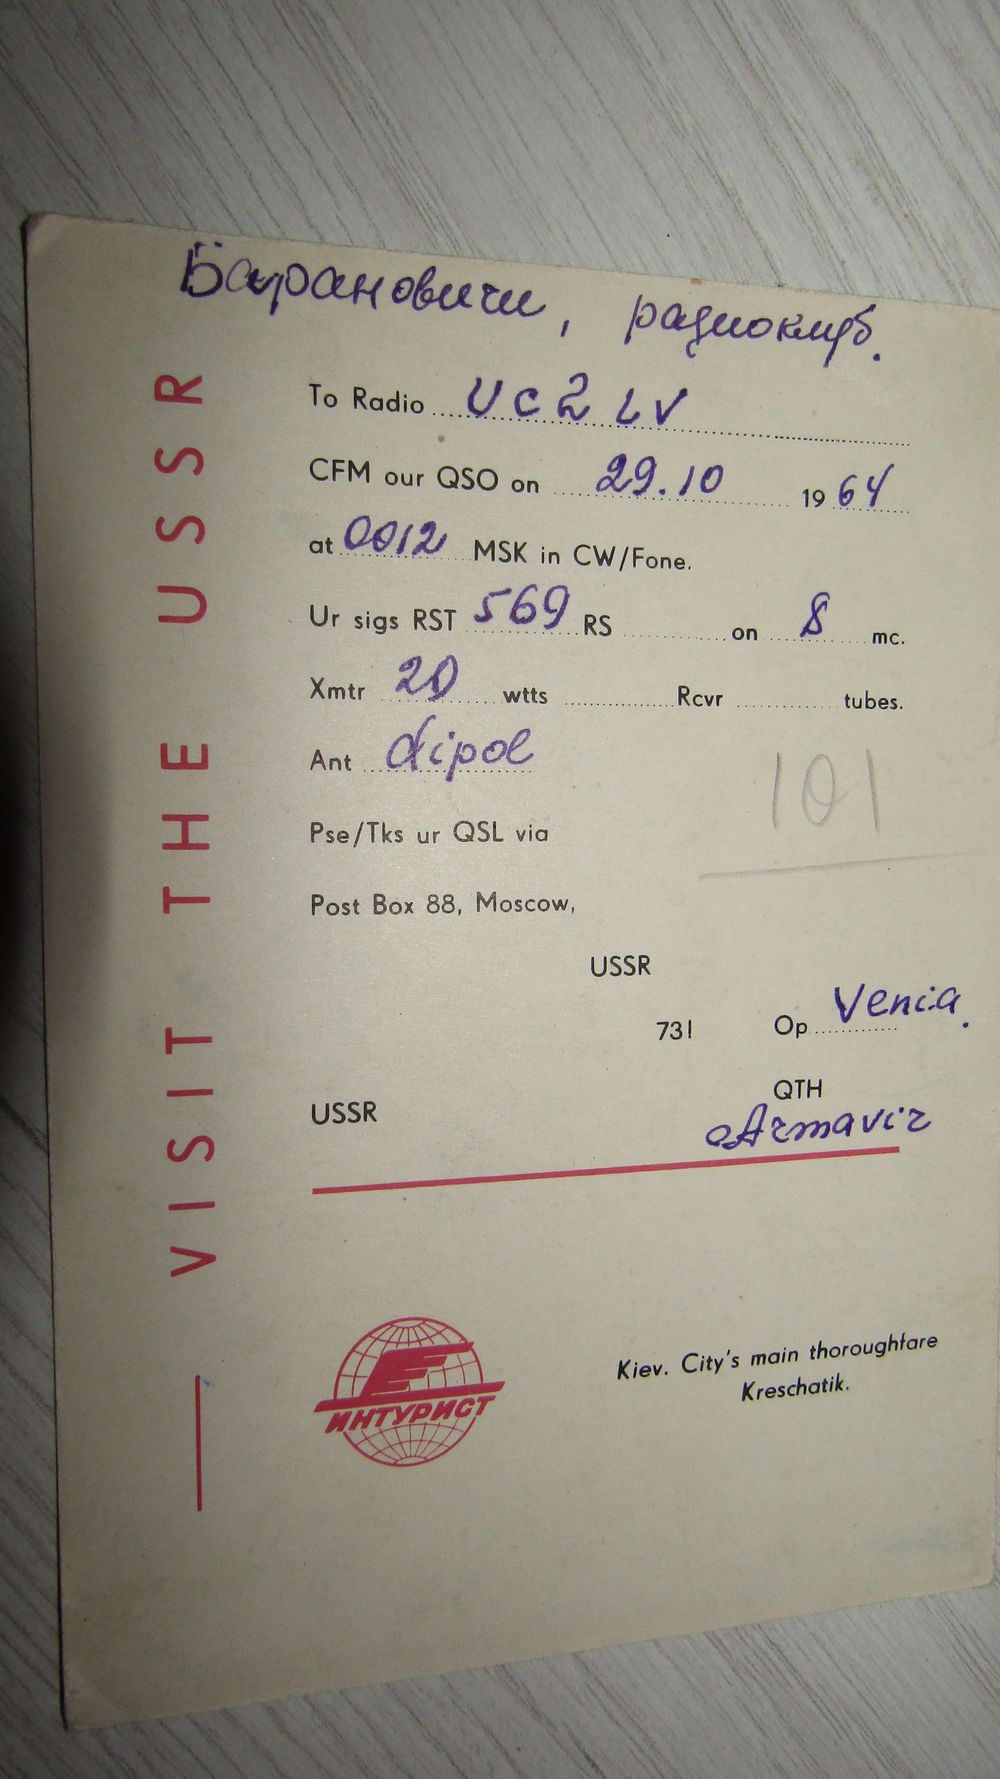 Барановичи, радиоклуб.
VISIT THE USSR
To Radio UC2LV
CFM our QSO on 29.10 1964
at 0012 MSK in CW/Fone.
Ur sigs RST 569 RS on 8 mc.
Xmtr 20 wtts Rcvr tubes.
Ant dipol
101
Pse/Tks ur QSL via
Post Box 88, Moscow,
USSR
73! Op Venia.
USSR QTH
Armavir
ИНТУРИСТ
Kiev. City's main thoroughfare
Kreschatik.